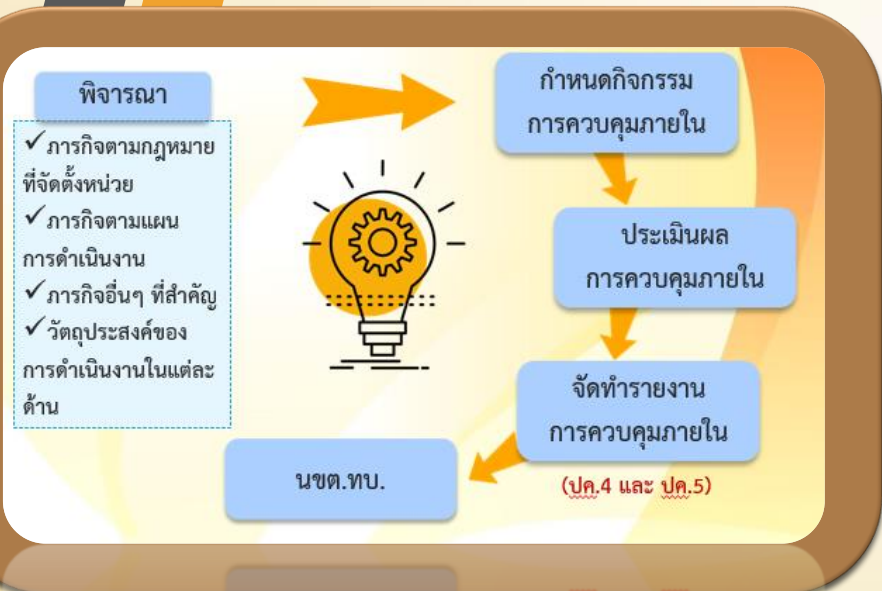 พิจารณา
✓ภารกิจตามกฎหมาย
ที่จัดตั้งหน่วย
✓ภารกิจตามแผน
การดำเนินงาน
✓ภารกิจอื่นๆ ที่สำคัญ
✓วัตถุประสงค์ของ
การดำเนินงานในแต่ละ
ด้าน
กำหนดกิจกรรม
การควบคุมภายใน
ประเมินผล
การควบคุมภายใน
จัดทำรายงาน
การควบคุมภายใน
(ปค.4 และ ปค.5)
นขต.ทบ.